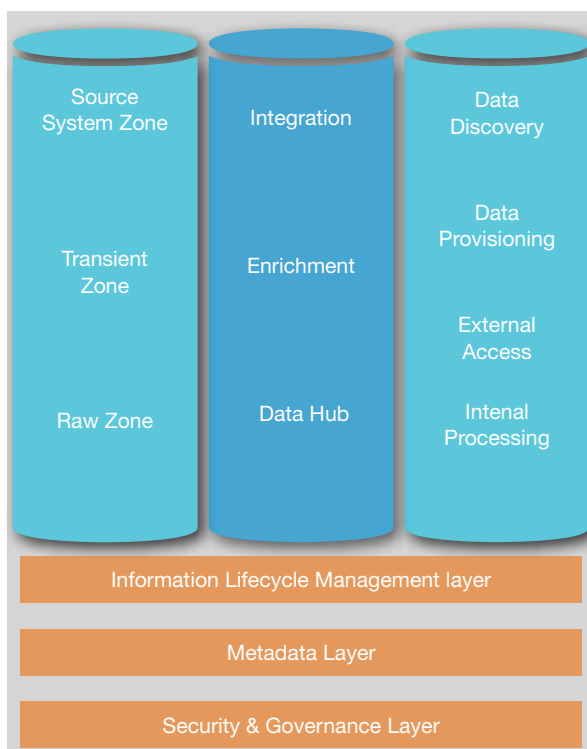 Source
System Zone
Transient
Zone
Raw Zone
Integration
Enrichment
Data Hub
Data
Discovery
Data
Provisioning
External
Access
Intenal
Processing
Information Lifecycle Management layer
Metadata Layer
Security & Governance Layer